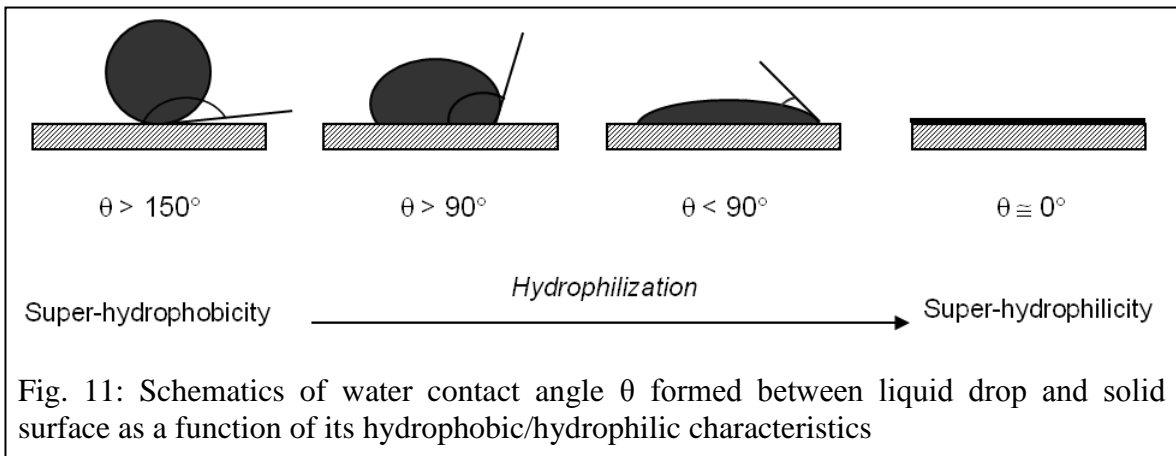 θ > 150°
θ > 90°
θ < 90°
θ ≅ 0°
Hydrophilization
Super-hydrophobicity
Super-hydrophilicity
Fig. 11: Schematics of water contact angle θ formed between liquid drop and solid
surface as a function of its hydrophobic/hydrophilic characteristics